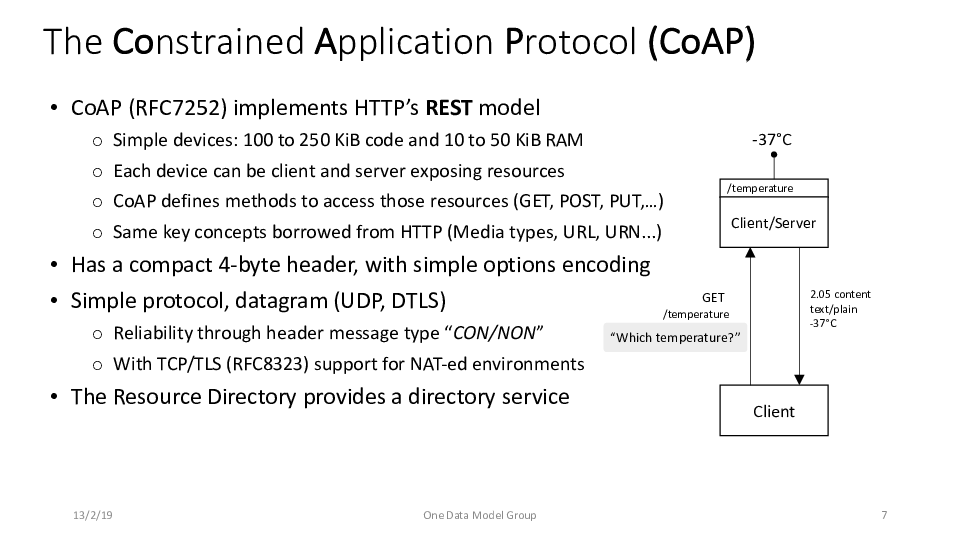 The Constrained Application Protocol (CoAP)
• CoAP (RFC7252) implements HTTP’s REST model
o Simple devices: 100 to 250 KiB code and 10 to 50 KiB RAM
o Each device can be client and server exposing resources
o CoAP defines methods to access those resources (GET, POST, PUT,…)
o Same key concepts borrowed from HTTP (Media types, URL, URN...)
• Has a compact 4-byte header, with simple options encoding
• Simple protocol, datagram (UDP, DTLS)
o Reliability through header message type “CON/NON”
o With TCP/TLS (RFC8323) support for NAT-ed environments
• The Resource Directory provides a directory service
-37°C
/temperature
Client/Server
GET
/temperature
“Which temperature?”
2.05 content
text/plain
-37°C
Client
13/2/19
One Data Model Group
7